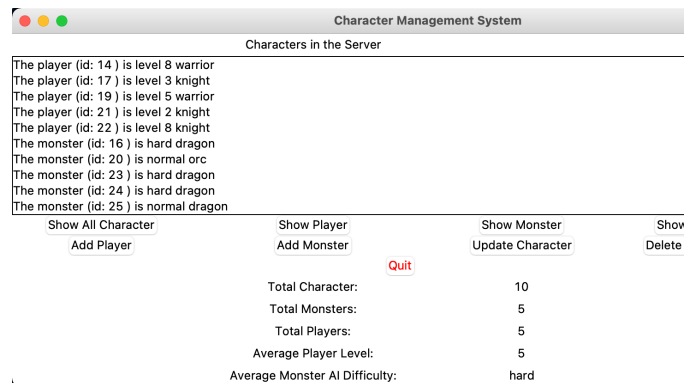 Character Management System
Characters in the Server
The player (id: 14 ) is level 8 warrior
The player (id: 17 ) is level 3 knight
The player (id: 19 ) is level 5 warrior
The player (id: 21 ) is level 2 knight
The player (id: 22 ) is level 8 knight
The monster (id: 16 ) is hard dragon
The monster (id: 20 ) is normal orc
The monster (id: 23 ) is hard dragon
The monster (id: 24 ) is hard dragon
The monster (id: 25 ) is normal dragon
Show All Character Show Player Show Monster Show
Add Player Add Monster Update Character Delete
Quit
Total Character: 10
Total Monsters: 5
Total Players: 5
Average Player Level: 5
Average Monster AI Difficulty: hard